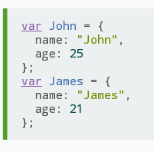 var John = {
  name: "John",
  age: 25
};
var James = {
  name: "James",
  age: 21
};